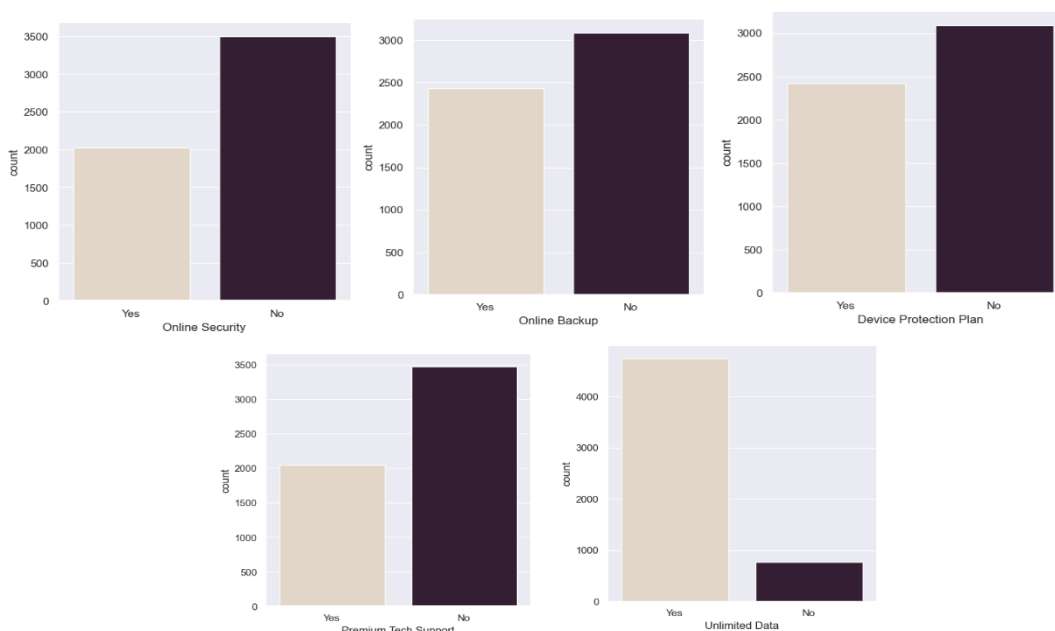 3500
3000
2500
2000
1500
1000
500
0
count
Yes No
Online Security
3000
2500
2000
1500
1000
500
0
count
Yes No
Online Backup
3000
2500
2000
1500
1000
500
0
count
Yes No
Device Protection Plan
3500
3000
2500
2000
1500
1000
500
0
count
Yes No
Premium Tech Support
4000
3000
2000
1000
0
count
Yes No
Unlimited Data